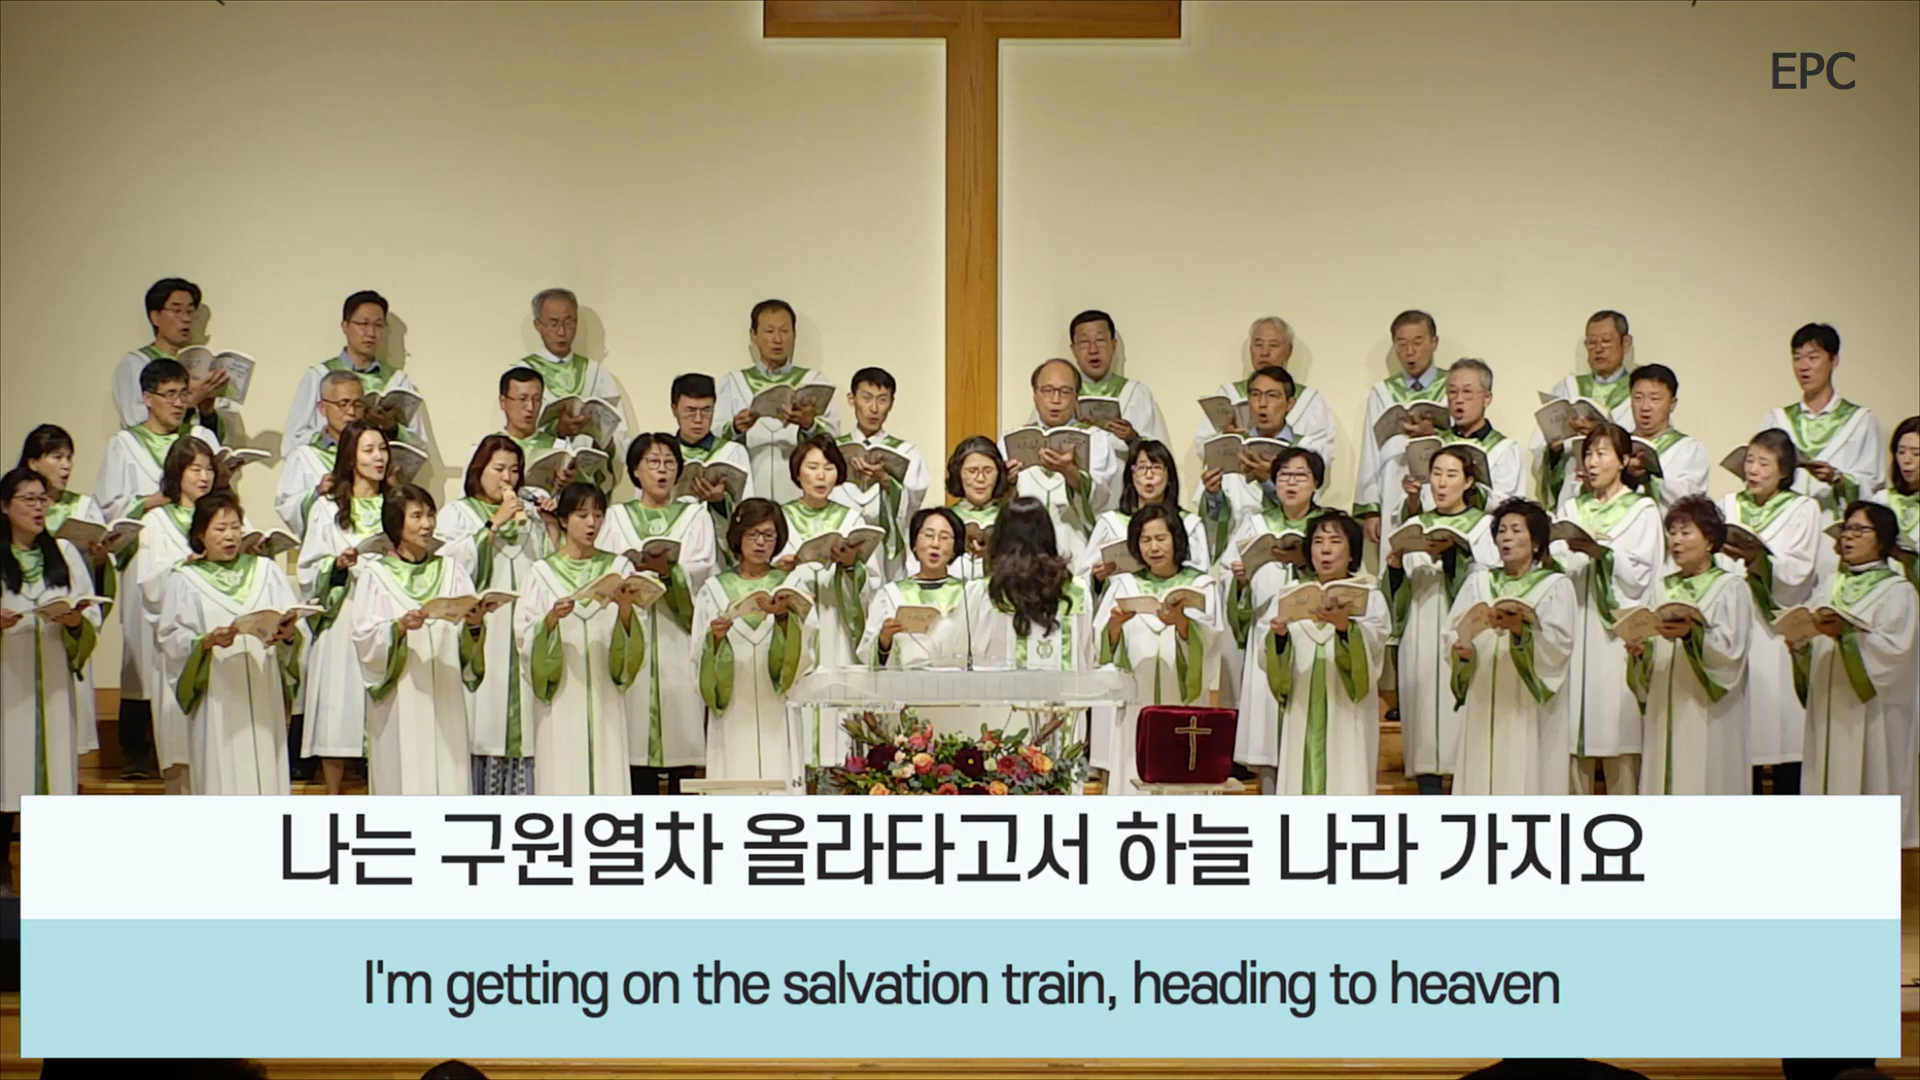 EPC
나는 구원열차 올라타고서 하늘 나라 가지요
I'm getting on the salvation train, heading to heaven